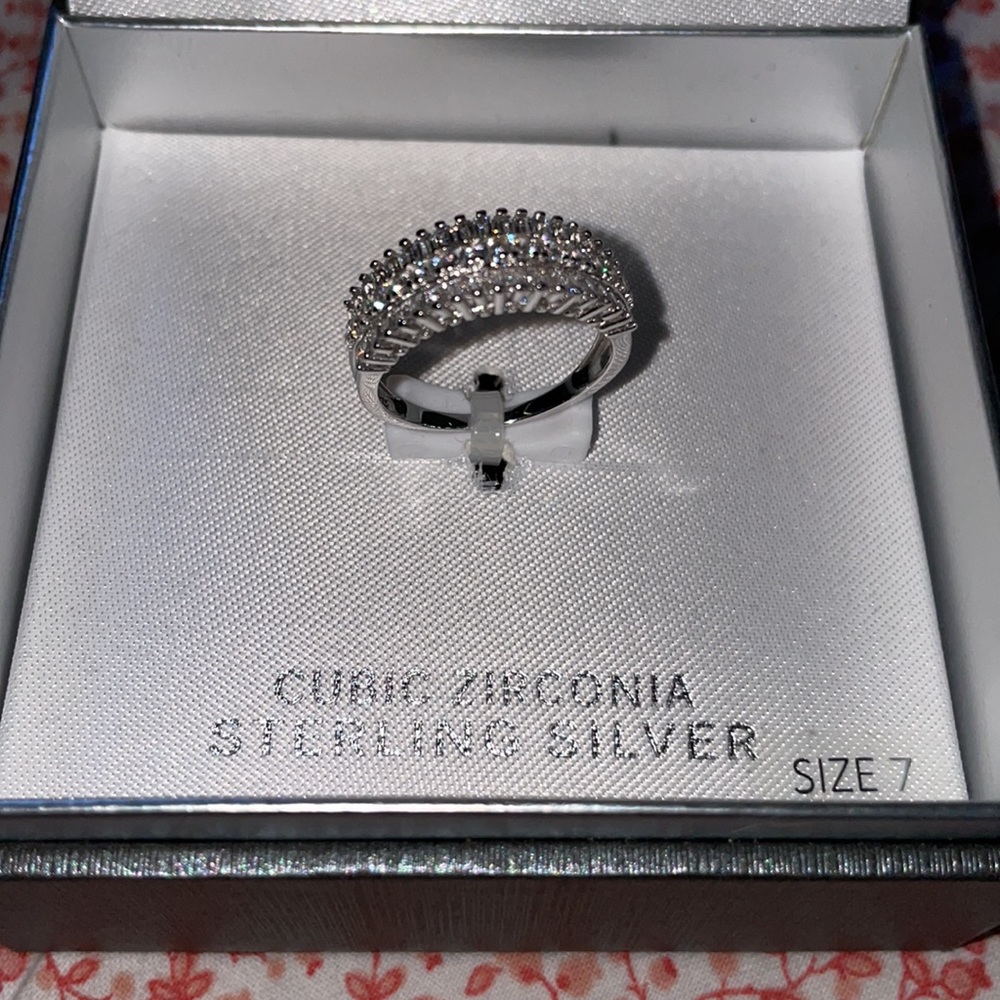 CUBIC ZIRCONIA
STERLING SILVER
SIZE 7